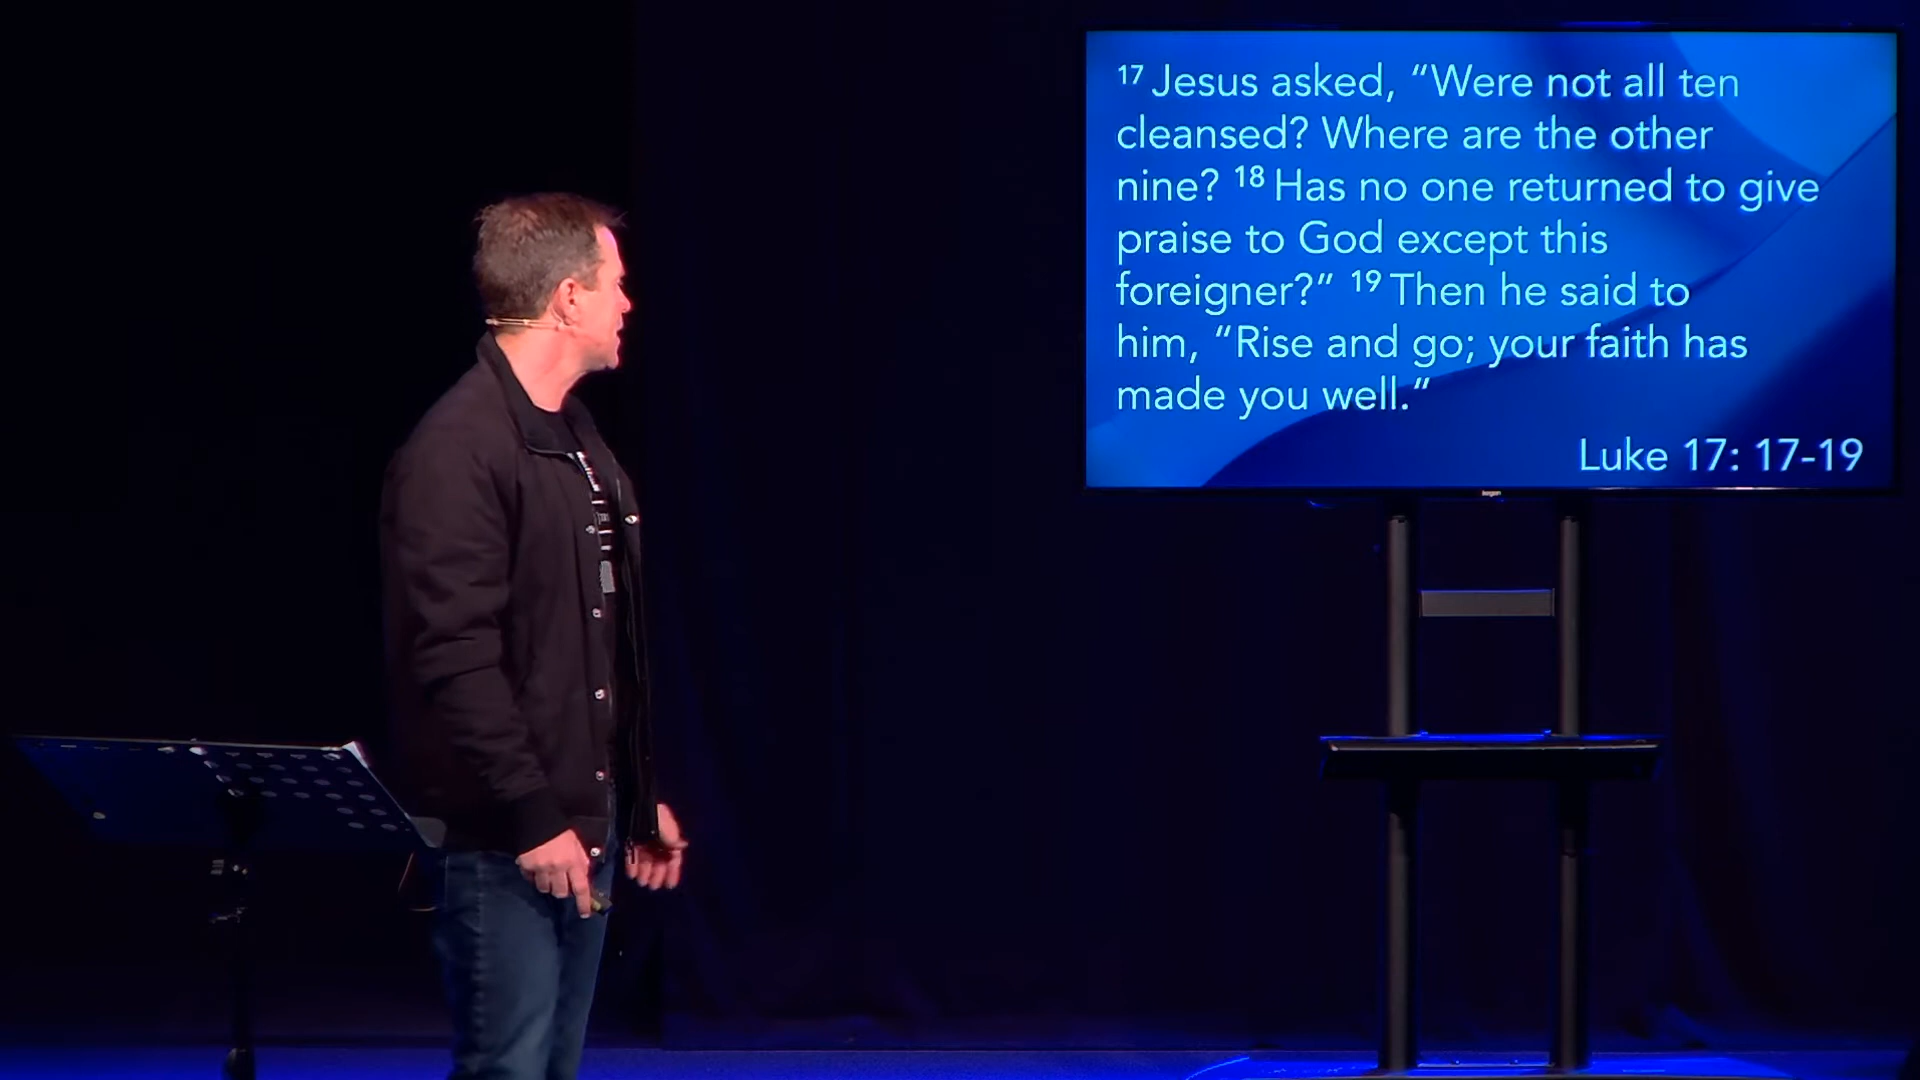 17 Jesus asked, “Were not all ten
cleansed? Where are the other
nine? 18 Has no one returned to give
praise to God except this
foreigner?” 19 Then he said to
him, “Rise and go; your faith has
made you well.”
Luke 17: 17-19